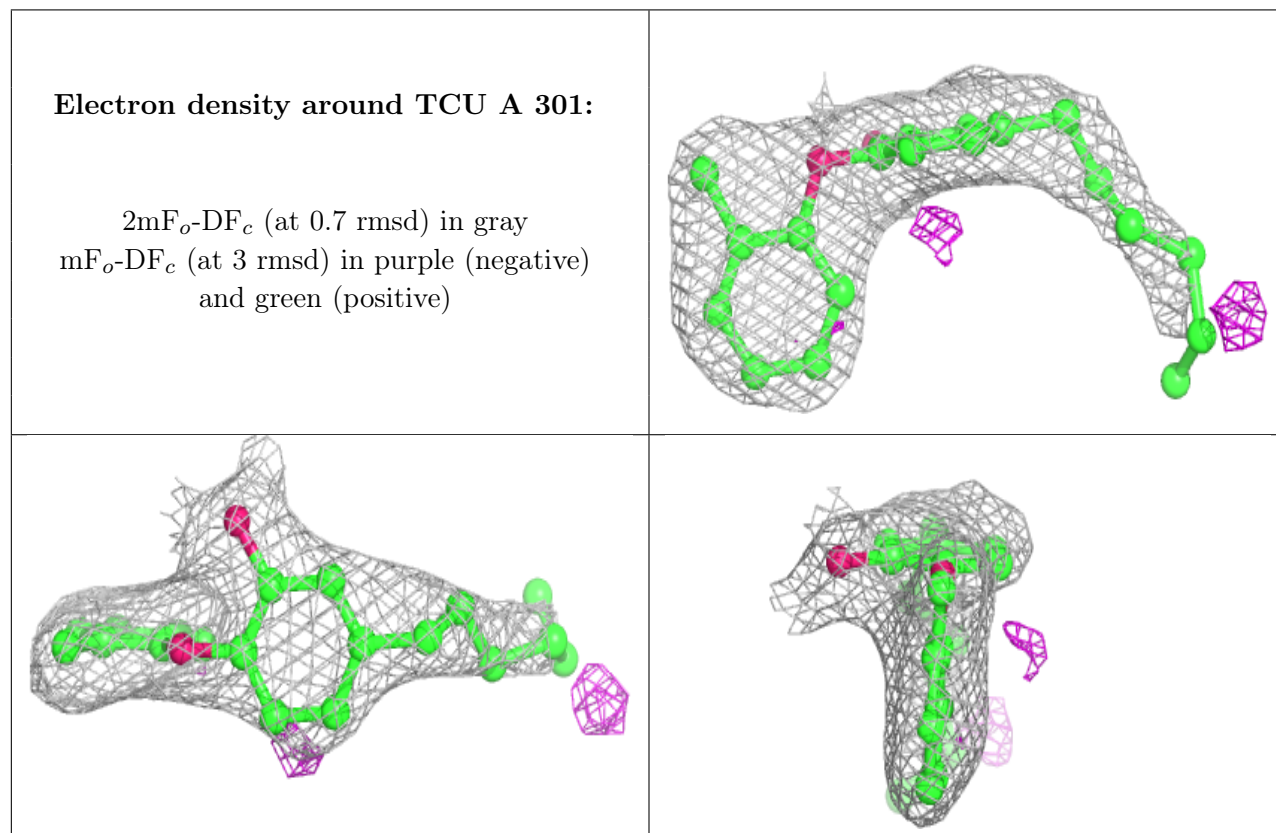 Electron density around TCU A 301:
2mFo-DFc (at 0.7 rmsd) in gray
mFo-DFc (at 3 rmsd) in purple (negative)
and green (positive)